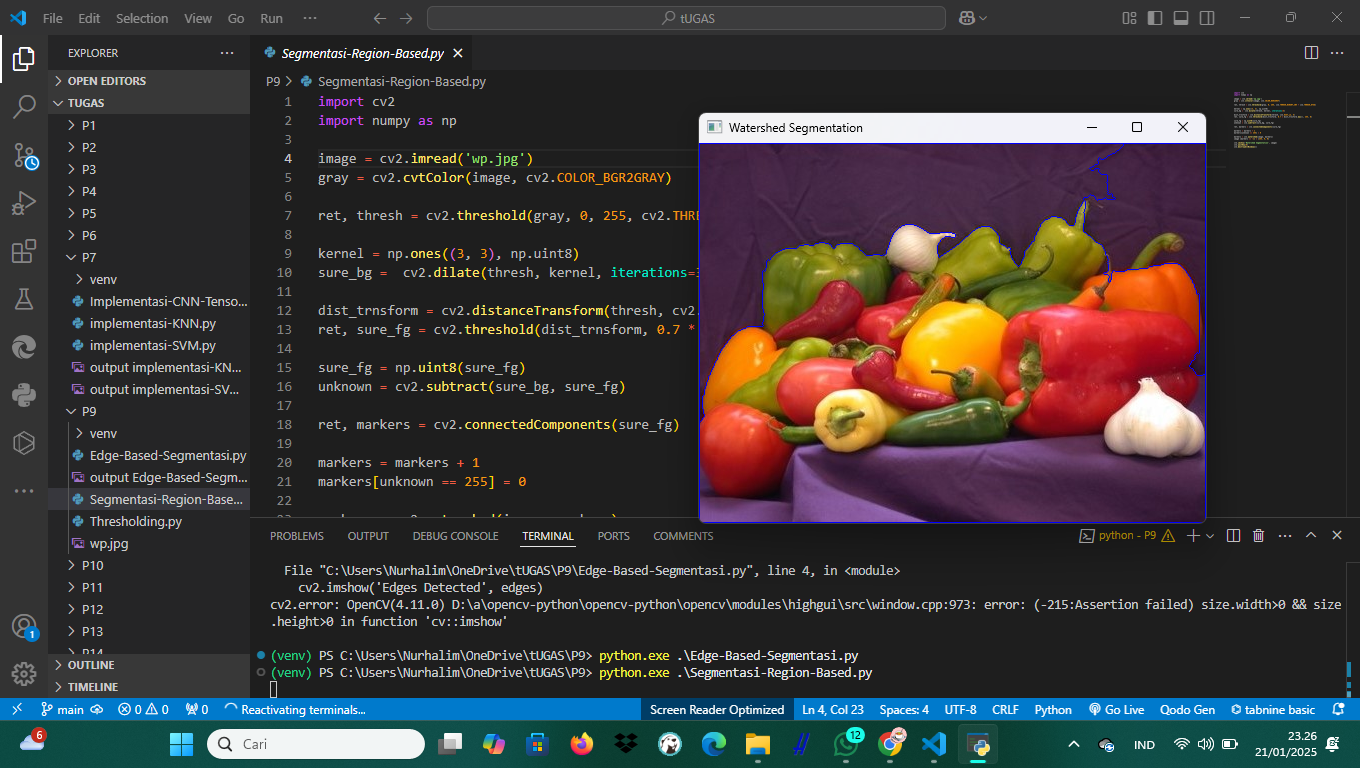 File Edit Selection View Go Run ··· tUGAS
EXPLORER
OPEN EDITORS
TUGAS
P1
P2
P3
P4
P5
P6
P7
venv
Implementasi-CNN-Tenso...
implementasi-KNN.py
implementasi-SVM.py
output implementasi-KN...
output implementasi-SV...
P9
venv
Edge-Based-Segmentasi.py
output Edge-Based-Segm...
Segmentasi-Region-Base...
Thresholding.py
wp.jpg
P10
P11
P12
P13
P14
OUTLINE
TIMELINE
1
Segmentasi-Region-Based.py
P9 > Segmentasi-Region-Based.py
1 import cv2
2 import numpy as np
3
4 image = cv2.imread('wp.jpg')
5 gray = cv2.cvtColor(image, cv2.COLOR_BGR2GRAY)
6
7 ret, thresh = cv2.threshold(gray, 0, 255, cv2.THRE
8
9 kernel = np.ones((3, 3), np.uint8)
10 sure_bg =  cv2.dilate(thresh, kernel, iterations=3
11
12 dist_trnsform = cv2.distanceTransform(thresh, cv2.
13 ret, sure_fg = cv2.threshold(dist_trnsform, 0.7 *
14
15 sure_fg = np.uint8(sure_fg)
16 unknown = cv2.subtract(sure_bg, sure_fg)
17
18 ret, markers = cv2.connectedComponents(sure_fg)
19
20 markers = markers + 1
21 markers[unknown == 255] = 0
22
Watershed Segmentation
PROBLEMS OUTPUT DEBUG CONSOLE TERMINAL PORTS COMMENTS python - P9
File "C:\Users\Nurhalim\OneDrive\tUGAS\P9\Edge-Based-Segmentasi.py", line 4, in <module>
cv2.imshow('Edges Detected', edges)
cv2.error: OpenCV(4.11.0) D:\a\opencv-python\opencv-python\opencv\modules\highgui\src\window.cpp:973: error: (-215:Assertion failed) size.width>0 && size
.height>0 in function 'cv::imshow'
(venv) PS C:\Users\Nurhalim\OneDrive\tUGAS\P9> python.exe .\Edge-Based-Segmentasi.py
(venv) PS C:\Users\Nurhalim\OneDrive\tUGAS\P9> python.exe .\Segmentasi-Region-Based.py
main 0 0 0 Reactivating terminals... Screen Reader Optimized Ln 4, Col 23 Spaces: 4 UTF-8 CRLF Python Go Live Qodo Gen tabnine basic
6 Cari 12 IND 23.26
21/01/2025